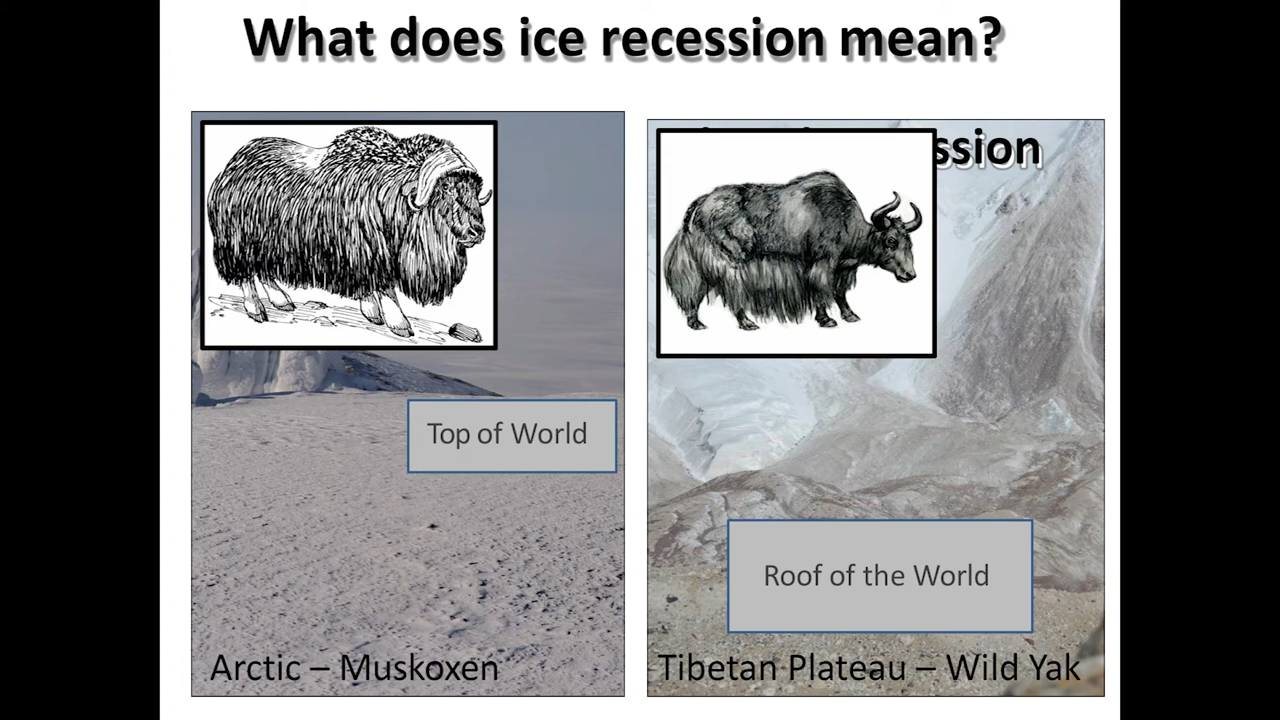 What does ice recession mean?
ssion
Top of World
Roof of the World
Arctic – Muskoxen
Tibetan Plateau – Wild Yak